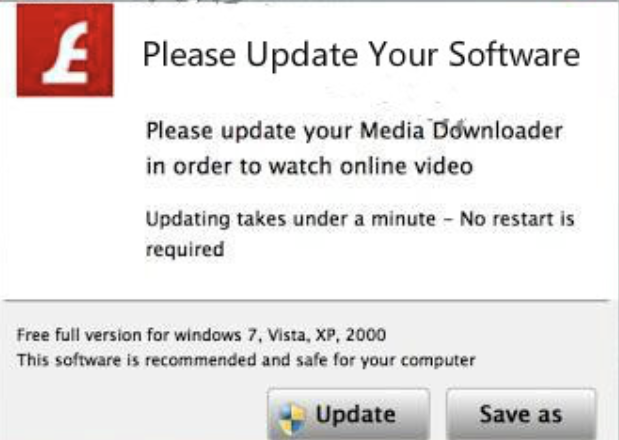 Please Update Your Software
Please update your Media Downloader
in order to watch online video
Updating takes under a minute – No restart is
required
Free full version for windows 7, Vista, XP, 2000
This software is recommended and safe for your computer
Update
Save as